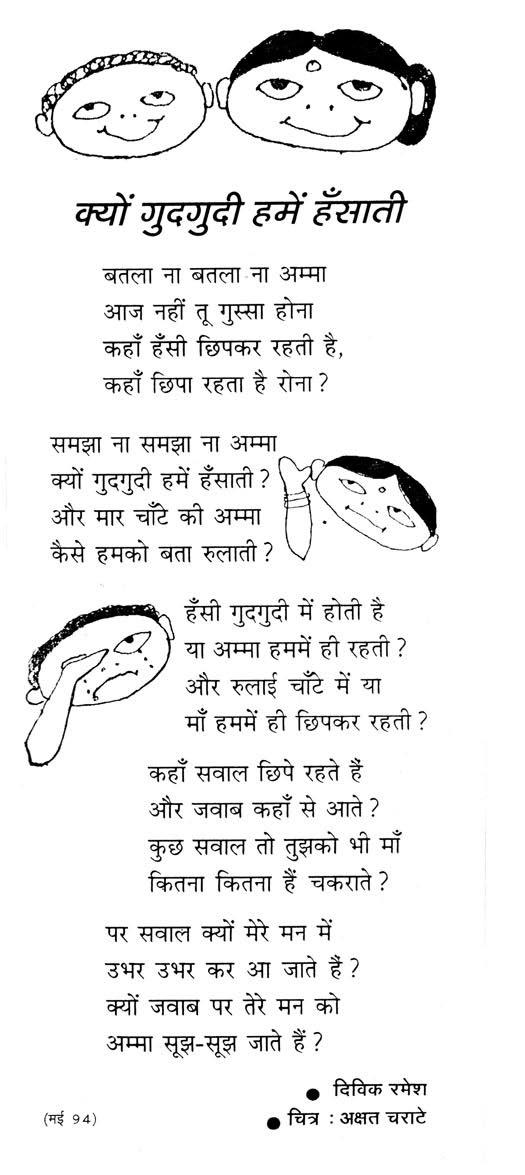 क्यों गुदगुदी हमें हँसाती
बतला ना बतला ना अम्मा
आज नहीं तू गुस्सा होना
कहाँ हँसी छिपकर रहती है,
कहाँ छिपा रहता है रोना ?
समझा ना समझा ना अम्मा
क्यों गुदगुदी हमें हँसाती ?
और मार चाँटे की अम्मा
कैसे हमको बता रुलाती ?
हँसी गुदगुदी में होती है
या अम्मा हममें ही रहती ?
और रुलाई चाँटे में या
माँ हममें ही छिपकर रहती ?
कहाँ सवाल छिपे रहते हैं
और जवाब कहाँ से आते ?
कुछ सवाल तो तुझको भी माँ
कितना कितना हैं चकराते ?
पर सवाल क्यों मेरे मन में
उभर उभर कर आ जाते हैं ?
क्यों जवाब पर तेरे मन को
अम्मा सूझ-सूझ जाते हैं ?
● दिविक रमेश
(मई 94) ● चित्र : अक्षत चराटे